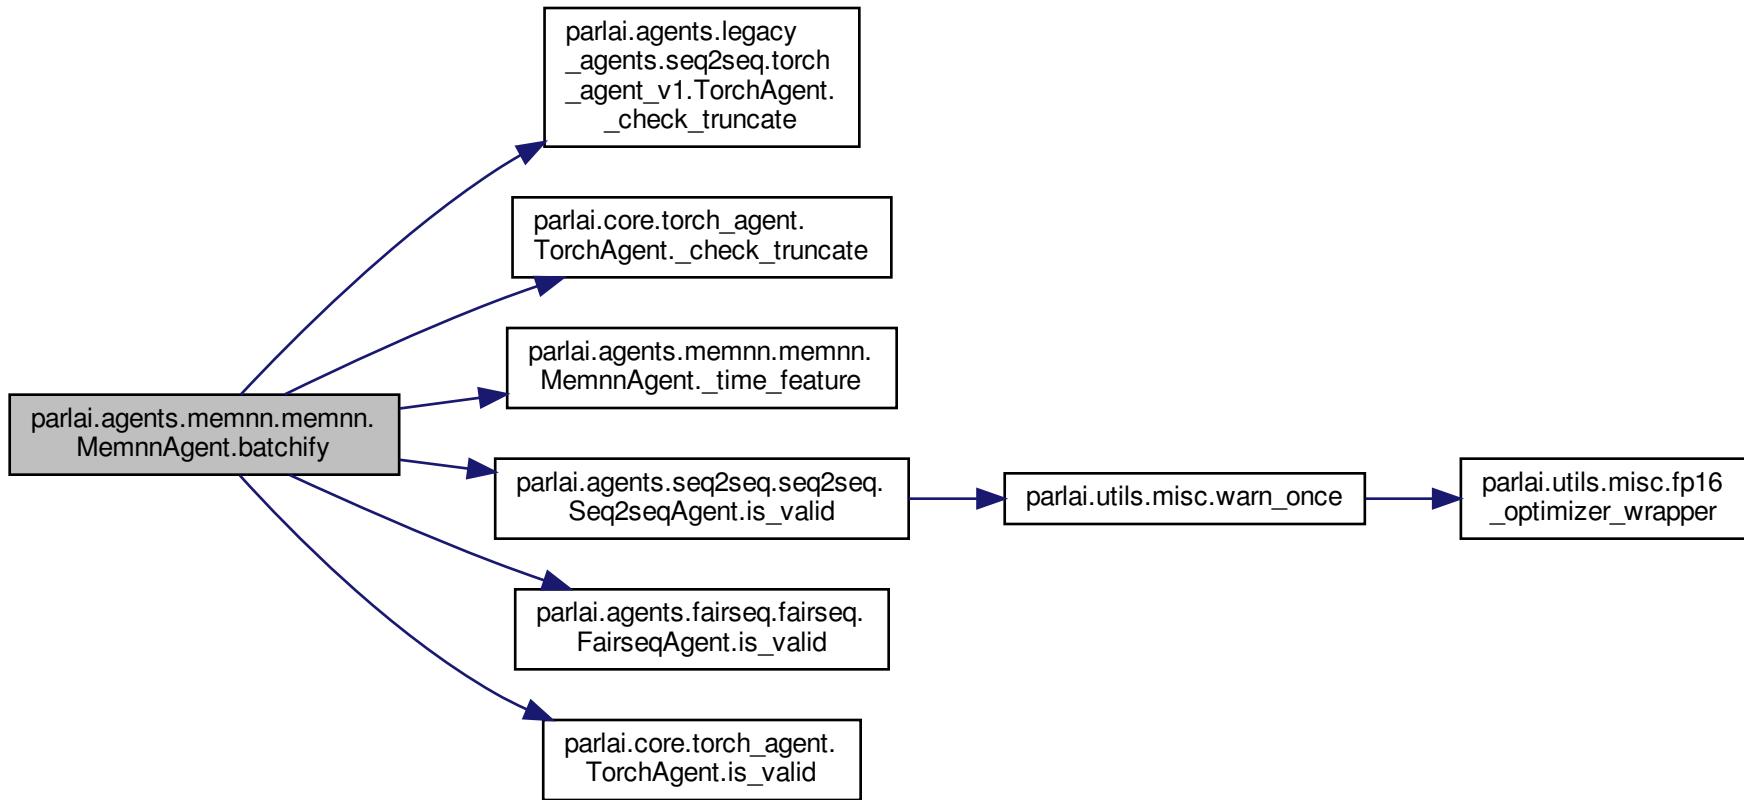 parlai.agents.legacy
_agents.seq2seq.torch
_agent_v1.TorchAgent.
_check_truncate
parlai.core.torch_agent.
TorchAgent._check_truncate
parlai.agents.memnn.memnn.
MemnnAgent._time_feature
parlai.agents.memnn.memnn.
MemnnAgent.batchify
parlai.agents.seq2seq.seq2seq.
Seq2seqAgent.is_valid
parlai.utils.misc.warn_once
parlai.utils.misc.fp16
_optimizer_wrapper
parlai.agents.fairseq.fairseq.
FairseqAgent.is_valid
parlai.core.torch_agent.
TorchAgent.is_valid